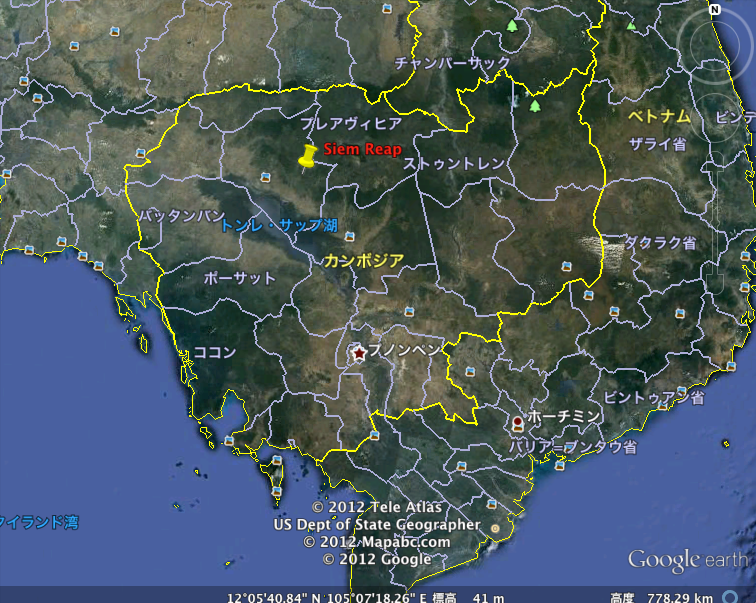 N
チャンパーサック
プレアヴィヒア
ベトナム
ビンデ
Siem Reap
ザライ省
ストゥントレン
バッタンバン
トンレ・サップ湖
ダクラク省
カンボジア
ポーサット
ココン
プノンペン
ビントゥアン省
ホーチミン
バリア=ブンタウ省
タイランド湾
© 2012 Tele Atlas
US Dept of State Geographer
© 2012 Mapabc.com
© 2012 Google
Google earth
12°05'40.84" N 105°07'18.26" E 標高 41 m 高度 778.29 km